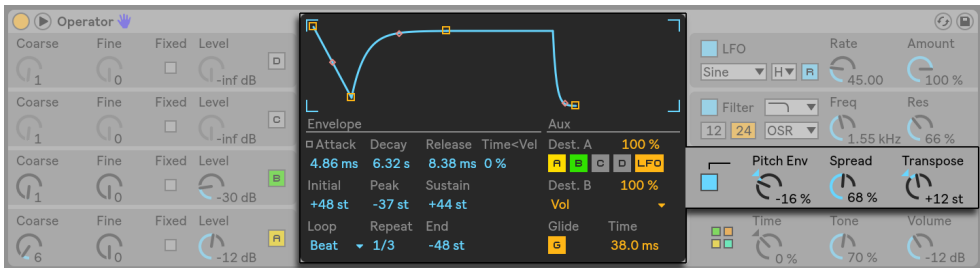 Operator
Coarse Fine Fixed Level
1 0 -inf dB D
Coarse Fine Fixed Level
1 0 -inf dB C
Coarse Fine Fixed Level
1 0 -30 dB B
Coarse Fine Fixed Level
6 0 -12 dB A
Envelope
Attack Decay Release Time<Vel
4.86 ms 6.32 s 8.38 ms 0 %
Initial Peak Sustain
+48 st -37 st +44 st
Loop Repeat End
Beat 1/3 -48 st
Aux
Dest. A 100 %
A B C D LFO
Dest. B 100 %
Vol
Glide Time
G 38.0 ms
LFO Rate Amount
Sine H R 45.00 100 %
Filter Freq Res
12 24 OSR 1.55 kHz 66 %
Pitch Env Spread Transpose
-16 % 68 % +12 st
Time Tone Volume
0 % 70 % -12 dB